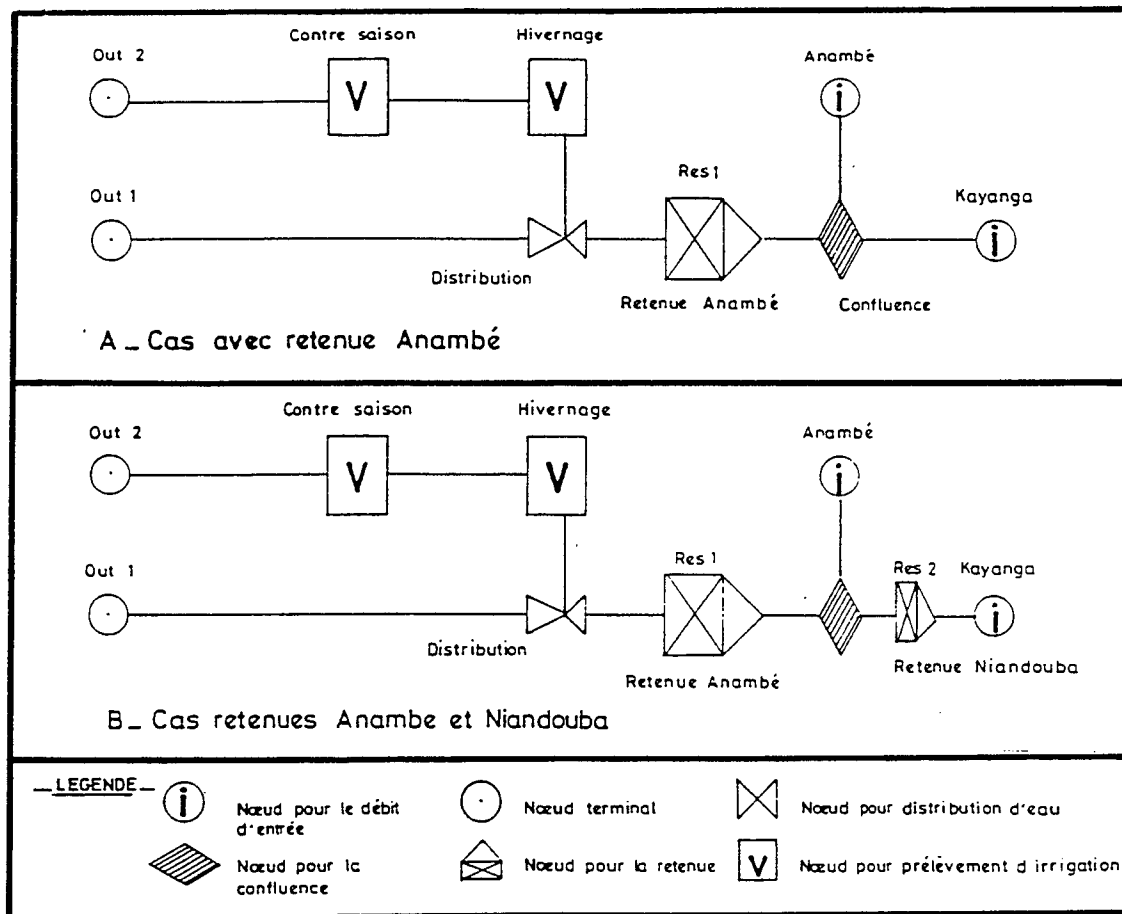 Out 2
Contre saison
Hivernage
Anambé
V
V
i
Out 1
Res 1
Kayanga
i
Distribution
Retenue Anambé
Confluence
A _ Cas avec retenue Anambé
Out 2
Contre saison
Hivernage
Anambé
V
V
i
Out 1
Res 1
Res 2
Kayanga
i
Distribution
Retenue Anambé
Retenue Niandouba
B _ Cas retenues Anambe et Niandouba
_ LEGENDE _
i
Nœud pour le débit
d'entrée
Nœud terminal
Nœud pour distribution d'eau
Nœud pour la
confluence
Nœud pour la retenue
V
Nœud pour prélèvement d irrigation